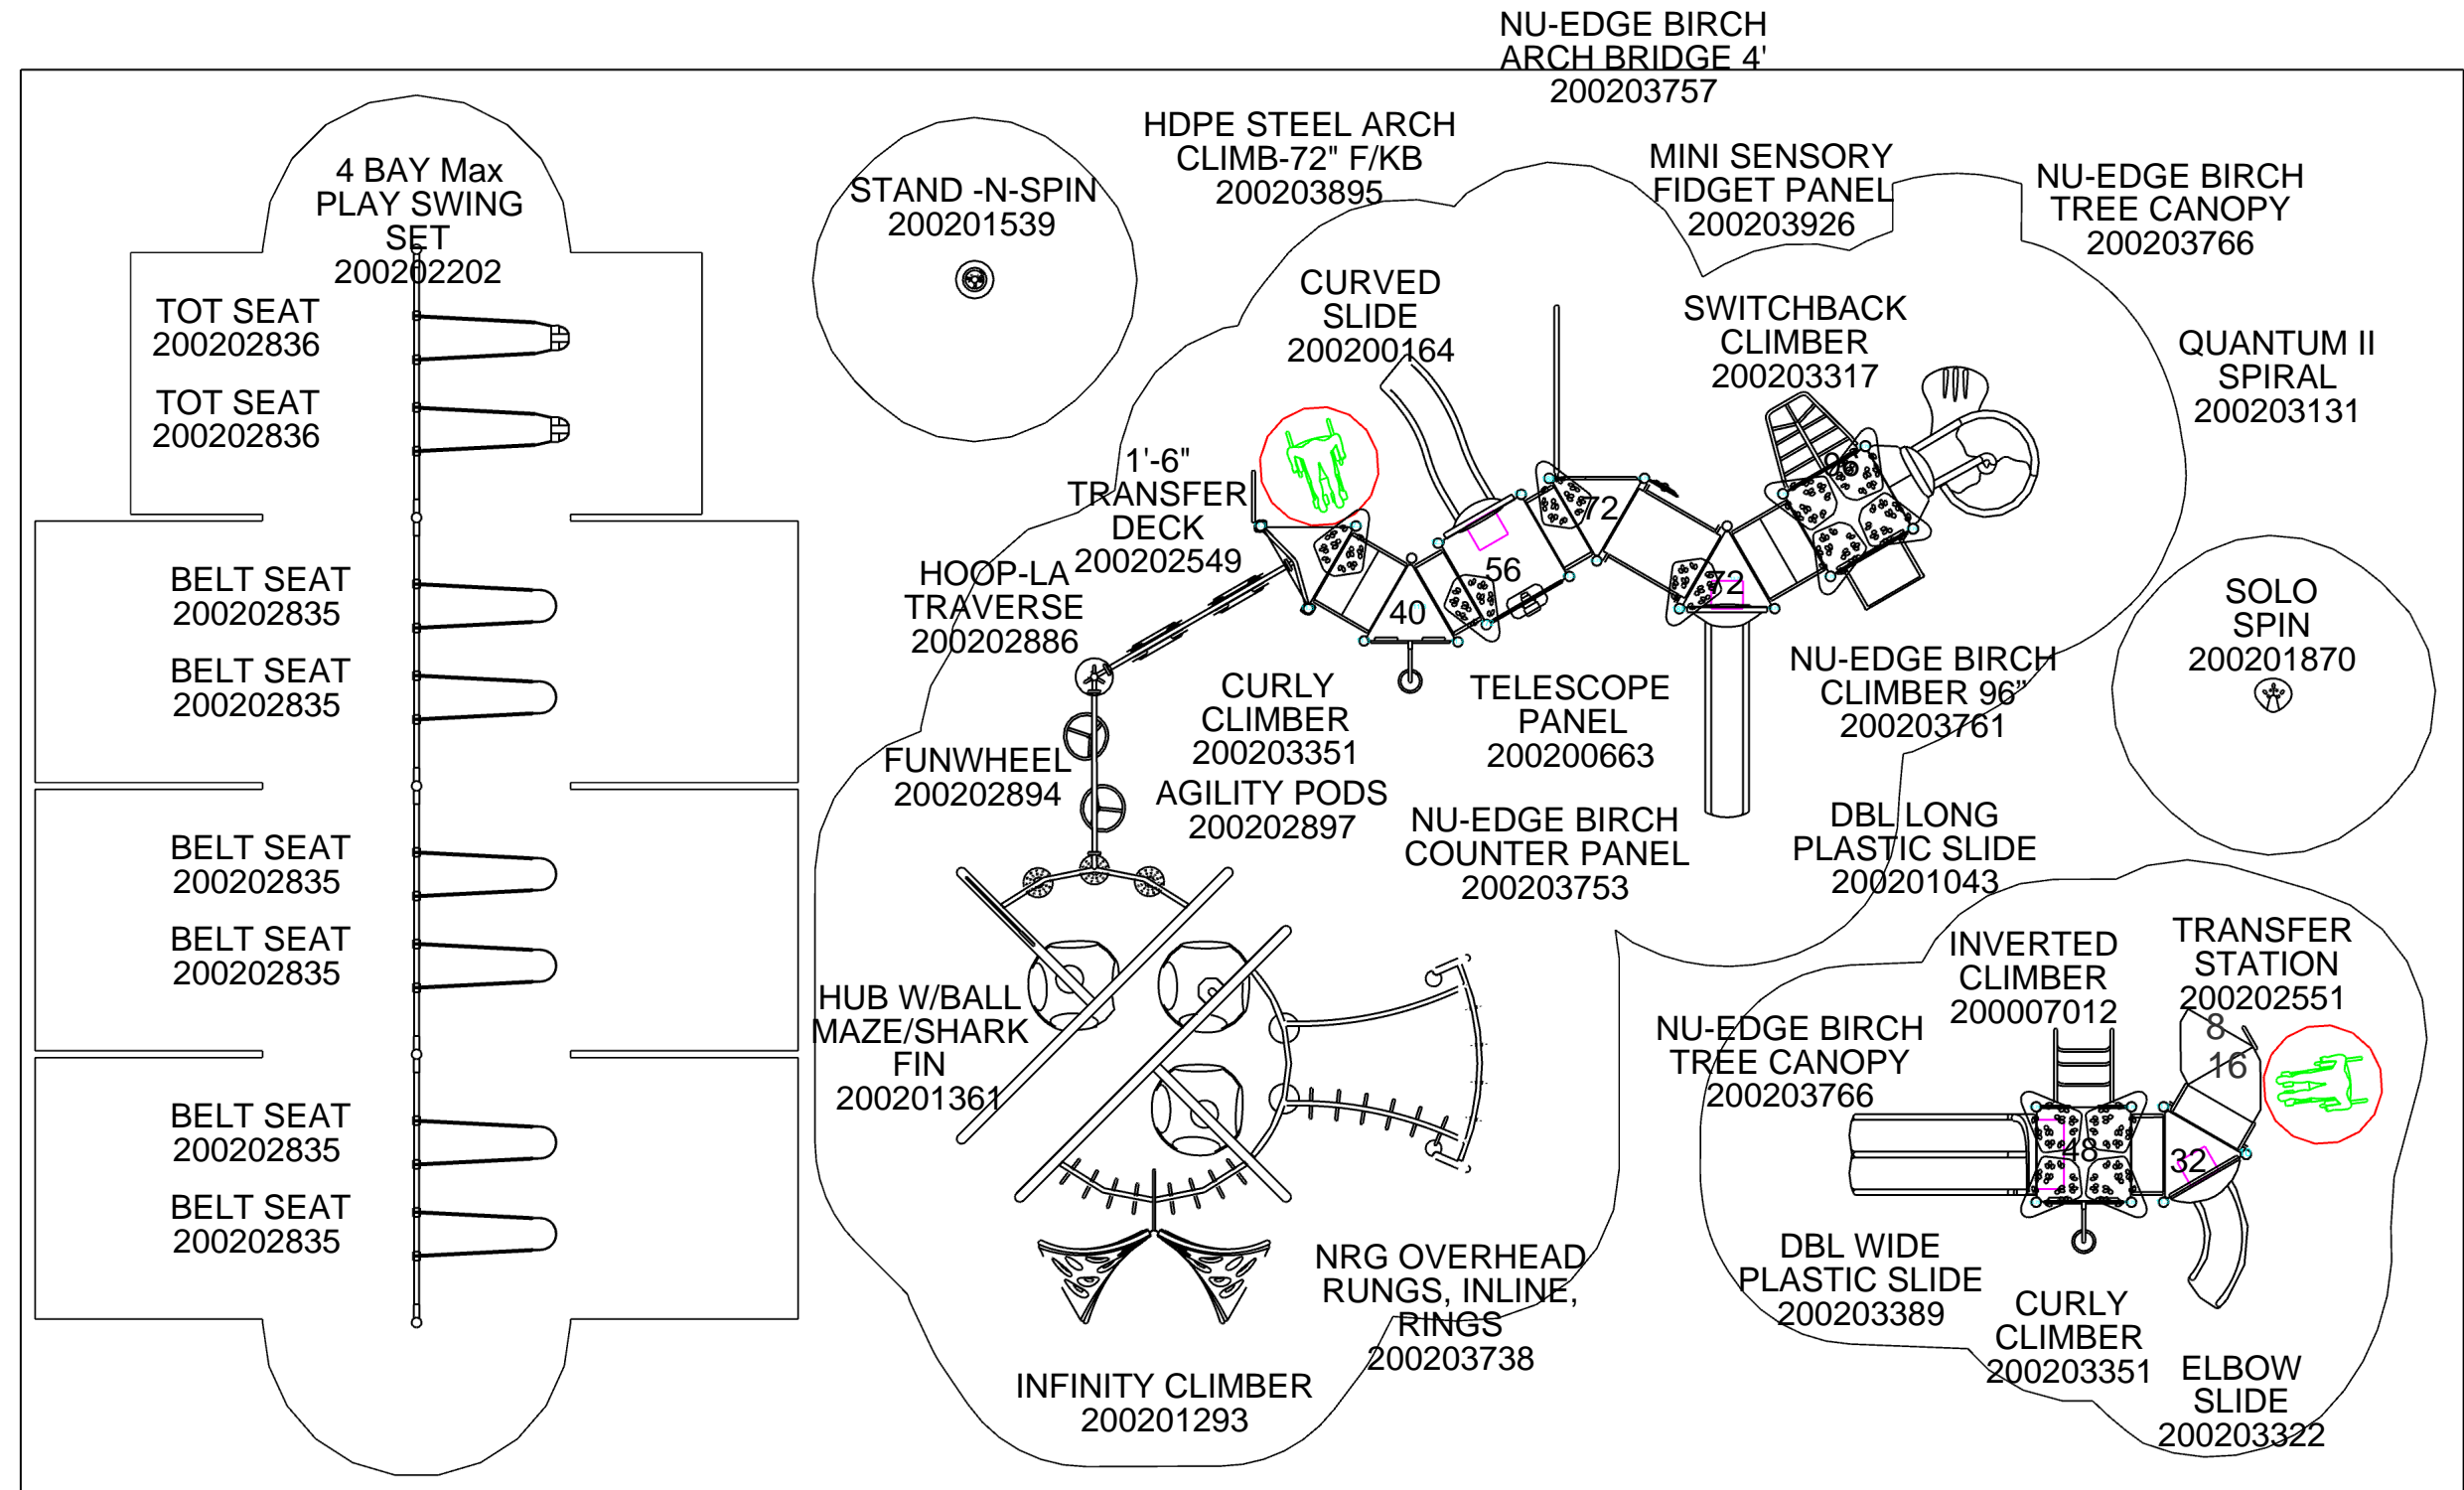 NU-EDGE BIRCH
ARCH BRIDGE 4'
200203757
HDPE STEEL ARCH
CLIMB-72" F/KB
200203895
MINI SENSORY
FIDGET PANEL
200203926
NU-EDGE BIRCH
TREE CANOPY
200203766
4 BAY Max
PLAY SWING
SET
200202202
STAND -N-SPIN
200201539
TOT SEAT
200202836
TOT SEAT
200202836
BELT SEAT
200202835
BELT SEAT
200202835
BELT SEAT
200202835
BELT SEAT
200202835
BELT SEAT
200202835
BELT SEAT
200202835
CURVED
SLIDE
200200164
SWITCHBACK
CLIMBER
200203317
QUANTUM II
SPIRAL
200203131
1'-6"
TRANSFER
DECK
200202549
HOOP-LA
TRAVERSE
200202886
40
56
72
72
96
SOLO
SPIN
200201870
CURLY
CLIMBER
200203351
TELESCOPE
PANEL
200200663
NU-EDGE BIRCH
CLIMBER 96”
200203761
FUNWHEEL
200202894
AGILITY PODS
200202897
NU-EDGE BIRCH
COUNTER PANEL
200203753
DBL LONG
PLASTIC SLIDE
200201043
HUB W/BALL
MAZE/SHARK
FIN
200201361
INVERTED
CLIMBER
200007012
TRANSFER
STATION
200202551
8
16
NU-EDGE BIRCH
TREE CANOPY
200203766
48
32
NRG OVERHEAD
RUNGS, INLINE,
RINGS
200203738
DBL WIDE
PLASTIC SLIDE
200203389
CURLY
CLIMBER
200203351
ELBOW
SLIDE
200203322
INFINITY CLIMBER
200201293